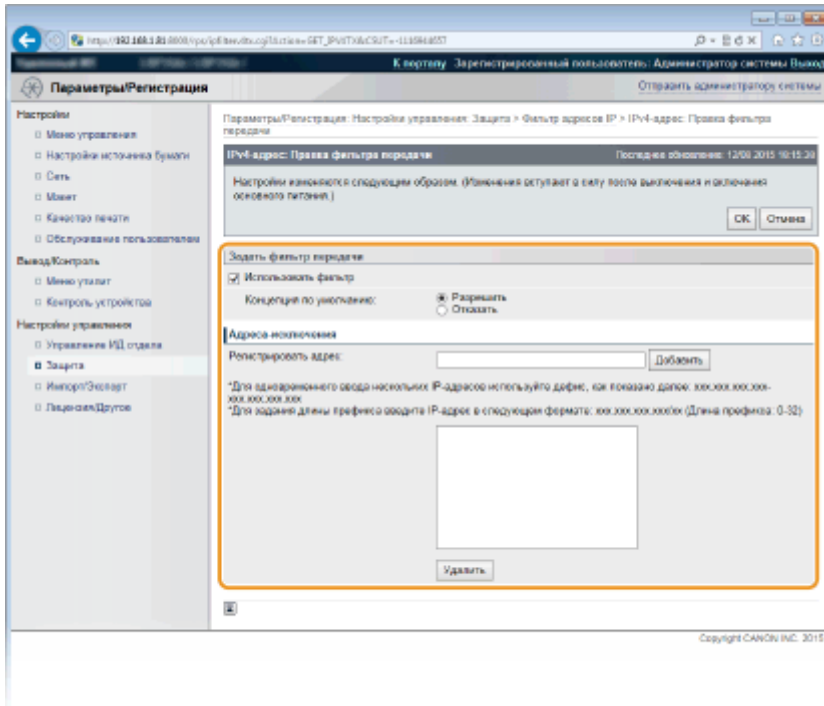 К порталу Зарегистрированный пользователь: Администратор системы Выход
Параметры/Регистрация
Отправить администратору системы
Настройки
Меню управления
Настройки источника бумаги
Сеть
Макет
Качество печати
Обслуживание пользователем
Вывод/Контроль
Меню утилит
Контроль устройства
Настройки управления
Управление ИД отдела
Защита
Импорт/Экспорт
Лицензия/Другое
Параметры/Регистрация: Настройки управления: Защита > Фильтр адресов IP > IPv4-адрес: Правка фильтра
передачи
IPv4-адрес: Правка фильтра передачи
Последнее обновление: 12/08 2015
Настройки изменяются следующим образом. (Изменения вступают в силу после выключения и включения
основного питания.)
OK Отмена
Задать фильтр передачи
Использовать фильтр
Концепция по умолчанию:
Разрешить
Отказать
Адреса-исключения
Регистрировать адрес:
Добавить
*Для одновременного ввода нескольких IP-адресов используйте дефис, как показано далее: xxx.xxx.xxx.xxx-
xxx.xxx.xxx.xxx
*Для задания длины префикса введите IP-адрес в следующем формате: xxx.xxx.xxx.xxx/xx (Длина префикса: 0-32)
Удалить
Copyright CANON INC. 2015